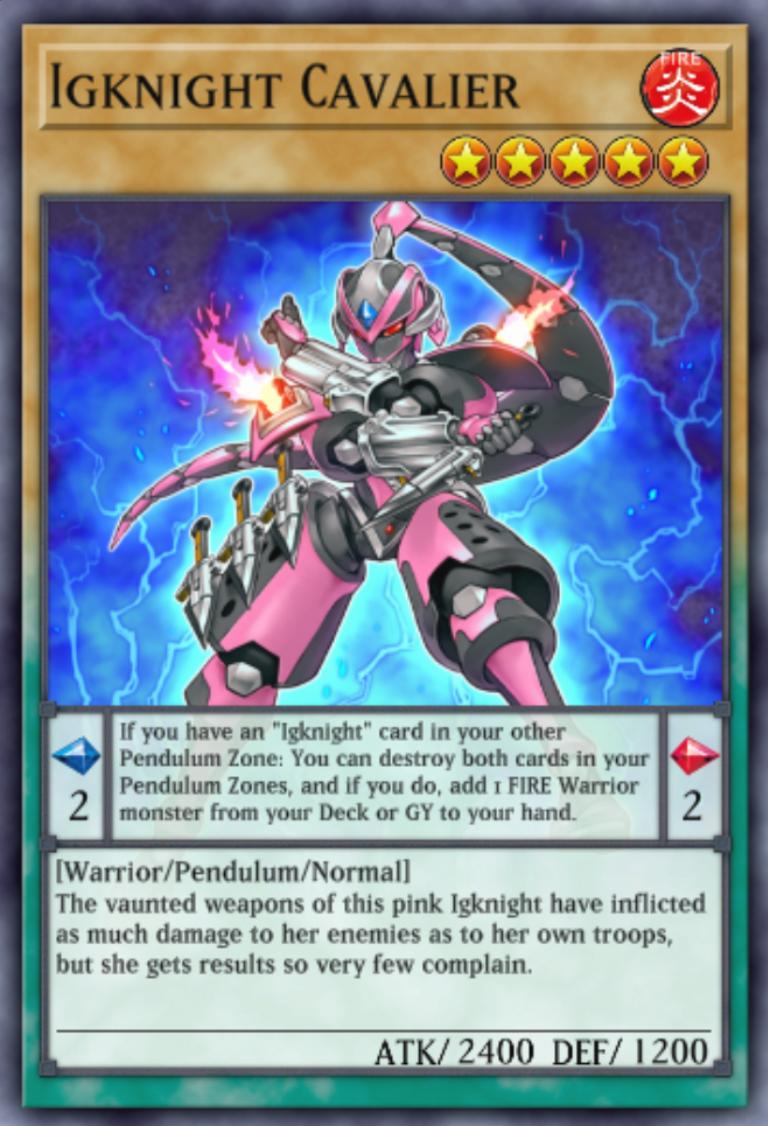 Igknight Cavalier
FIRE
炎
If you have an "Igknight" card in your other
Pendulum Zone: You can destroy both cards in your
Pendulum Zones, and if you do, add 1 FIRE Warrior
monster from your Deck or GY to your hand.
2
2
[Warrior/Pendulum/Normal]
The vaunted weapons of this pink Igknight have inflicted
as much damage to her enemies as to her own troops,
but she gets results so very few complain.
ATK/ 2400 DEF/ 1200